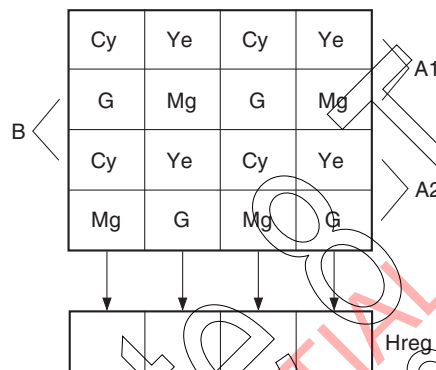 Cy Ye Cy Ye
A1
G Mg G Mg
B
Cy Ye Cy Ye
A2
Mg G Mg G
Hreg